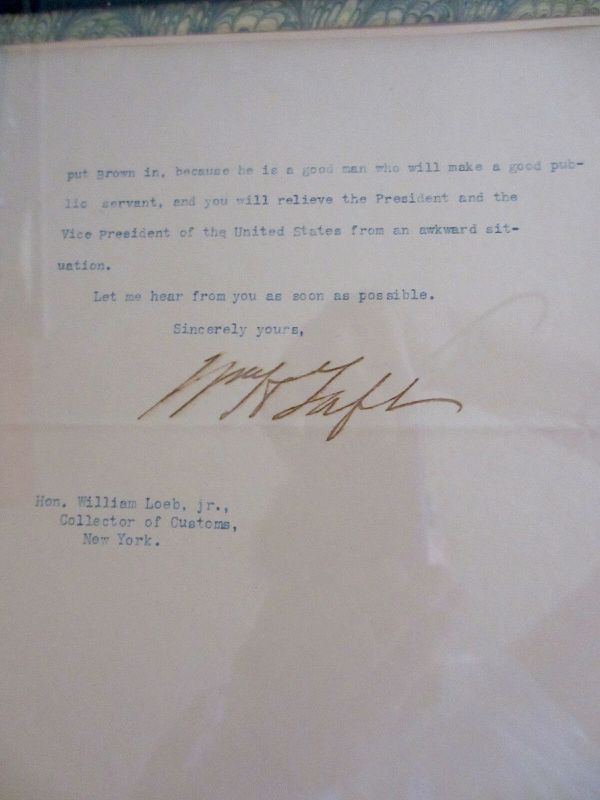 put Brown in, because he is a good man who will make a good pub-
lic servant, and you will relieve the President and the
Vice President of the United States from an awkward sit-
uation.
Let me hear from you as soon as possible.
Sincerely yours,
Wm H Taft
Hon. William Loeb, jr.,
Collector of Customs,
New York.